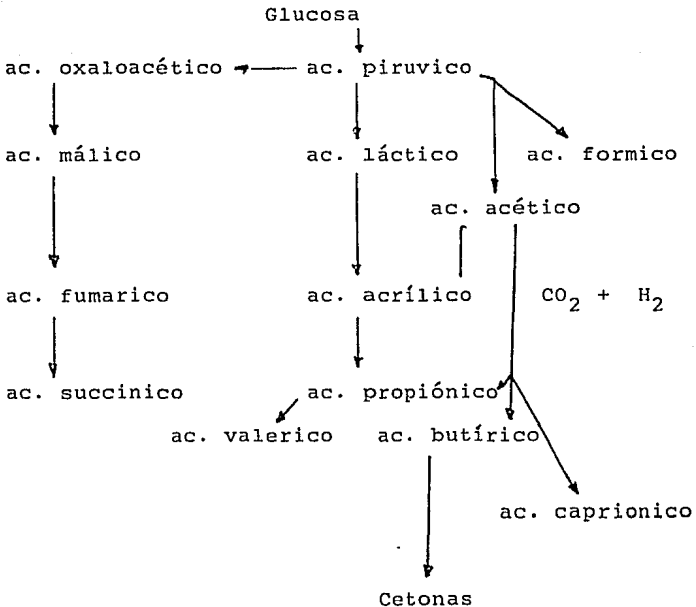 Glucosa
ac. oxaloacético ac. piruvico
ac. málico ac. láctico ac. formico
ac. acético
ac. fumarico ac. acrílico CO2 + H2
ac. succinico ac. propiónico
ac. valerico ac. butírico
ac. caprionico
Cetonas